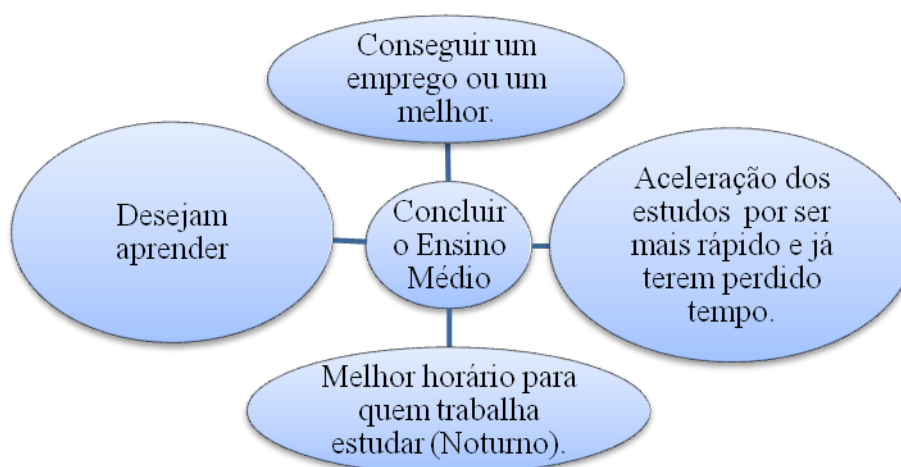 Conseguir um
emprego ou um
melhor.
Desejam
aprender
Concluir
o Ensino
Médio
Aceleração dos
estudos por ser
mais rápido e já
terem perdido
tempo.
Melhor horário para
quem trabalha
estudar (Noturno).